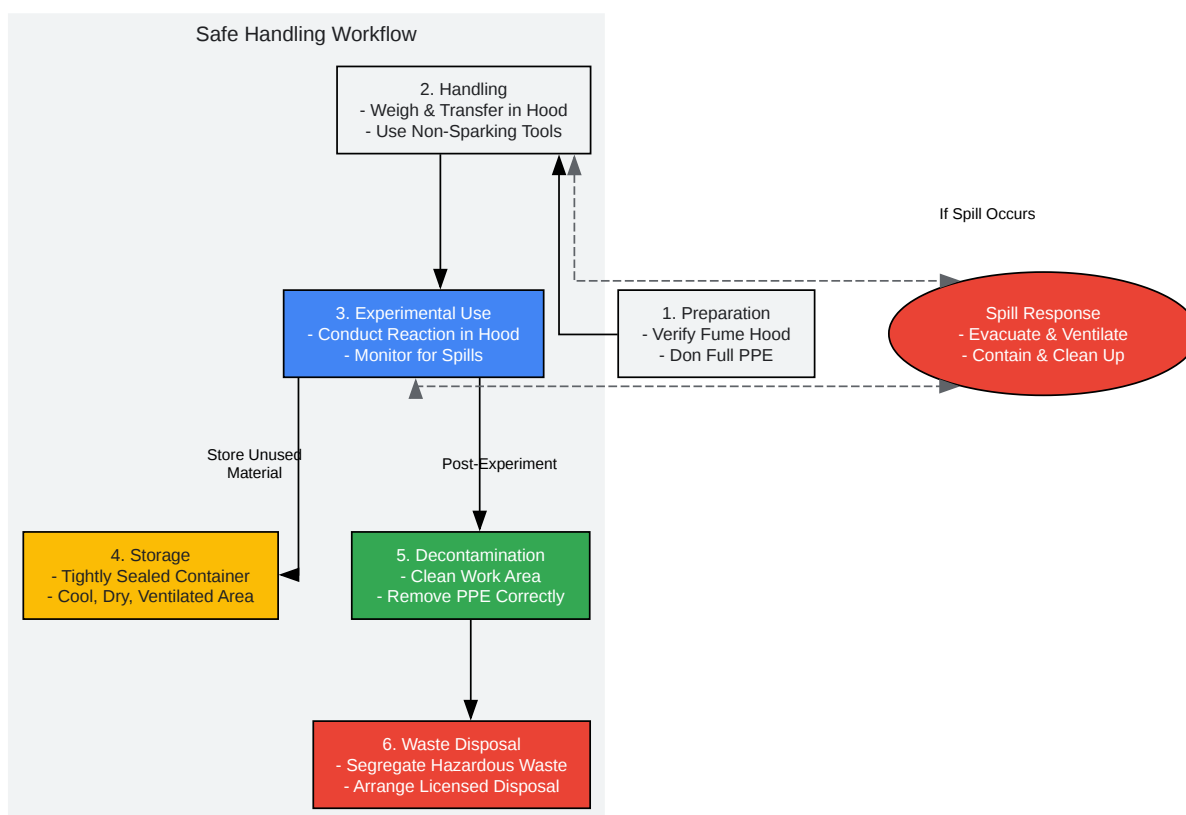 Safe Handling Workflow
2. Handling
- Weigh & Transfer in Hood
- Use Non-Sparking Tools
If Spill Occurs
3. Experimental Use
- Conduct Reaction in Hood
- Monitor for Spills
1. Preparation
- Verify Fume Hood
- Don Full PPE
Spill Response
- Evacuate & Ventilate
- Contain & Clean Up
Store Unused
Material
Post-Experiment
4. Storage
- Tightly Sealed Container
- Cool, Dry, Ventilated Area
5. Decontamination
- Clean Work Area
- Remove PPE Correctly
6. Waste Disposal
- Segregate Hazardous Waste
- Arrange Licensed Disposal